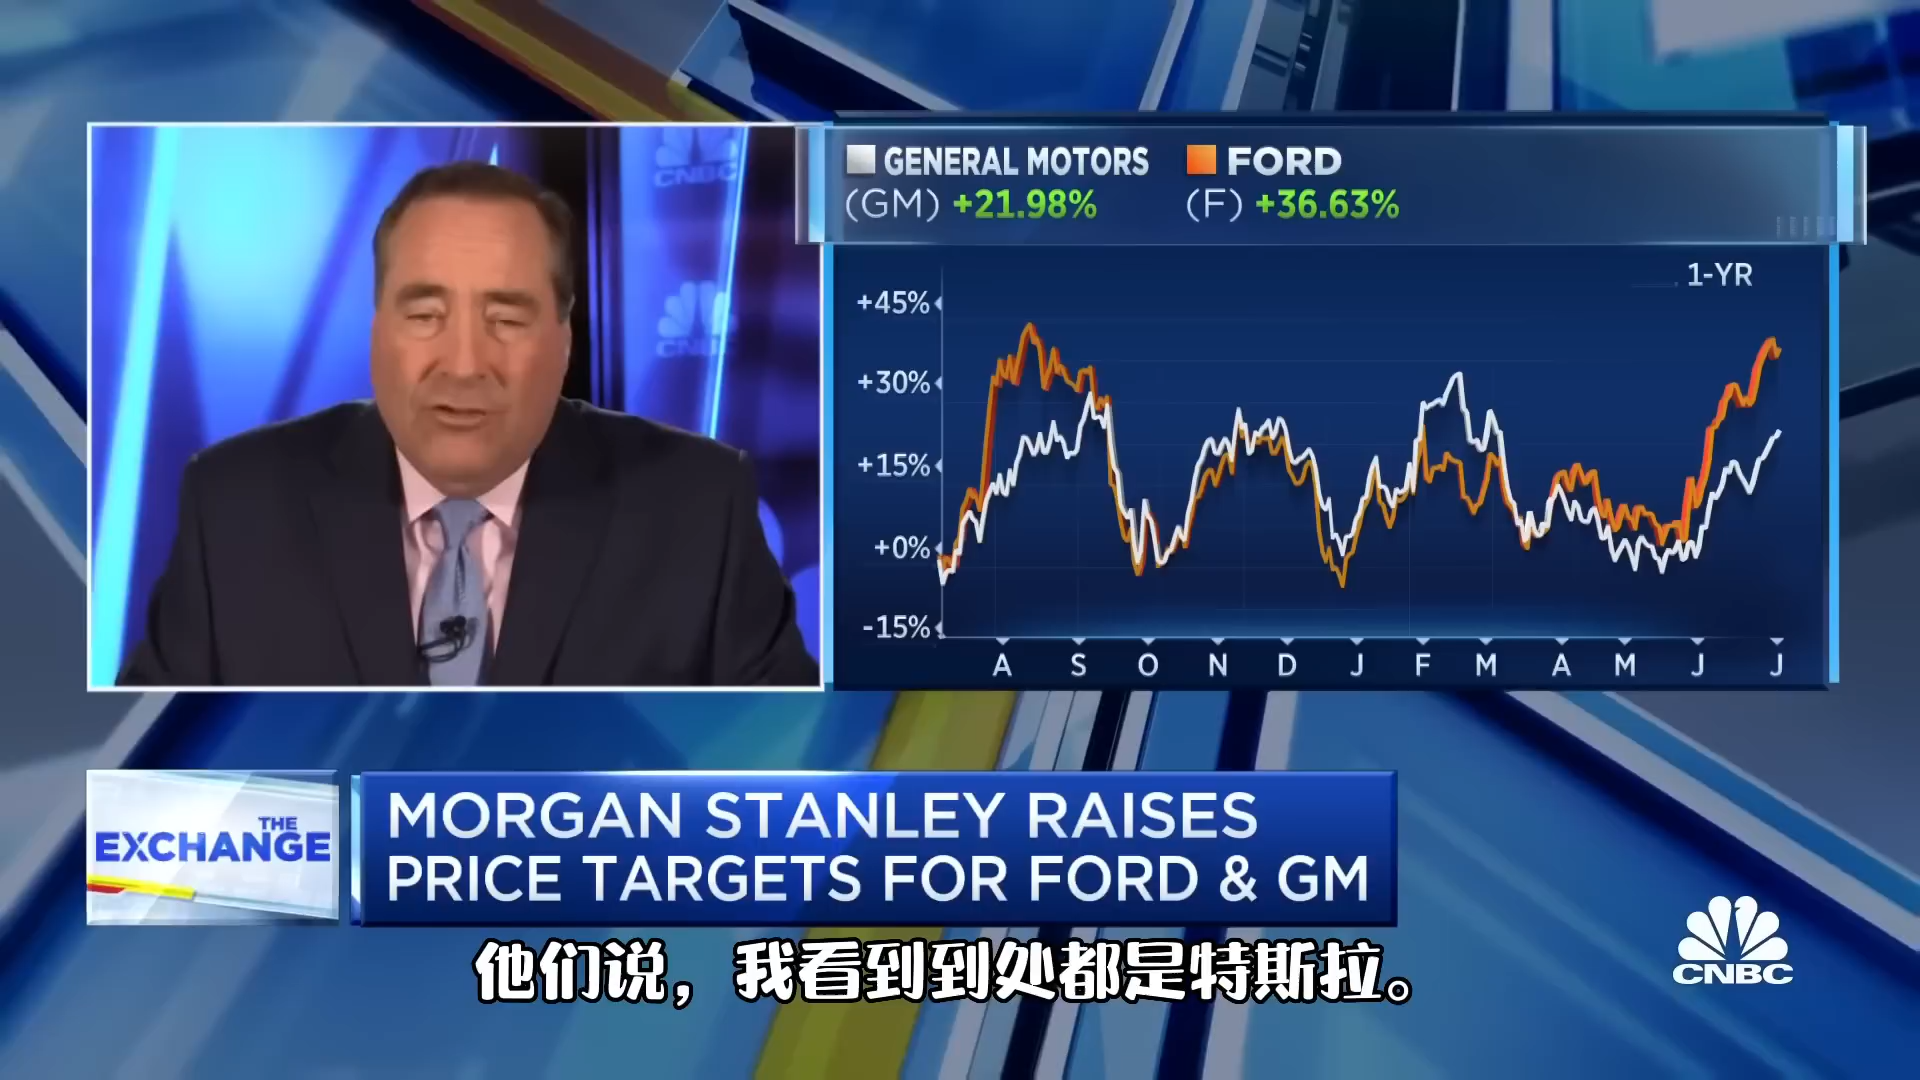 CNBC
CNBC
GENERAL MOTORS
(GM) +21.98%
FORD
(F) +36.63%
1-YR
+45%
+30%
+15%
+0%
-15%
A S O N D J F M A M J J
THE
EXCHANGE
MORGAN STANLEY RAISES
PRICE TARGETS FOR FORD & GM
CNBC
他们说，我看到到处都是特斯拉。